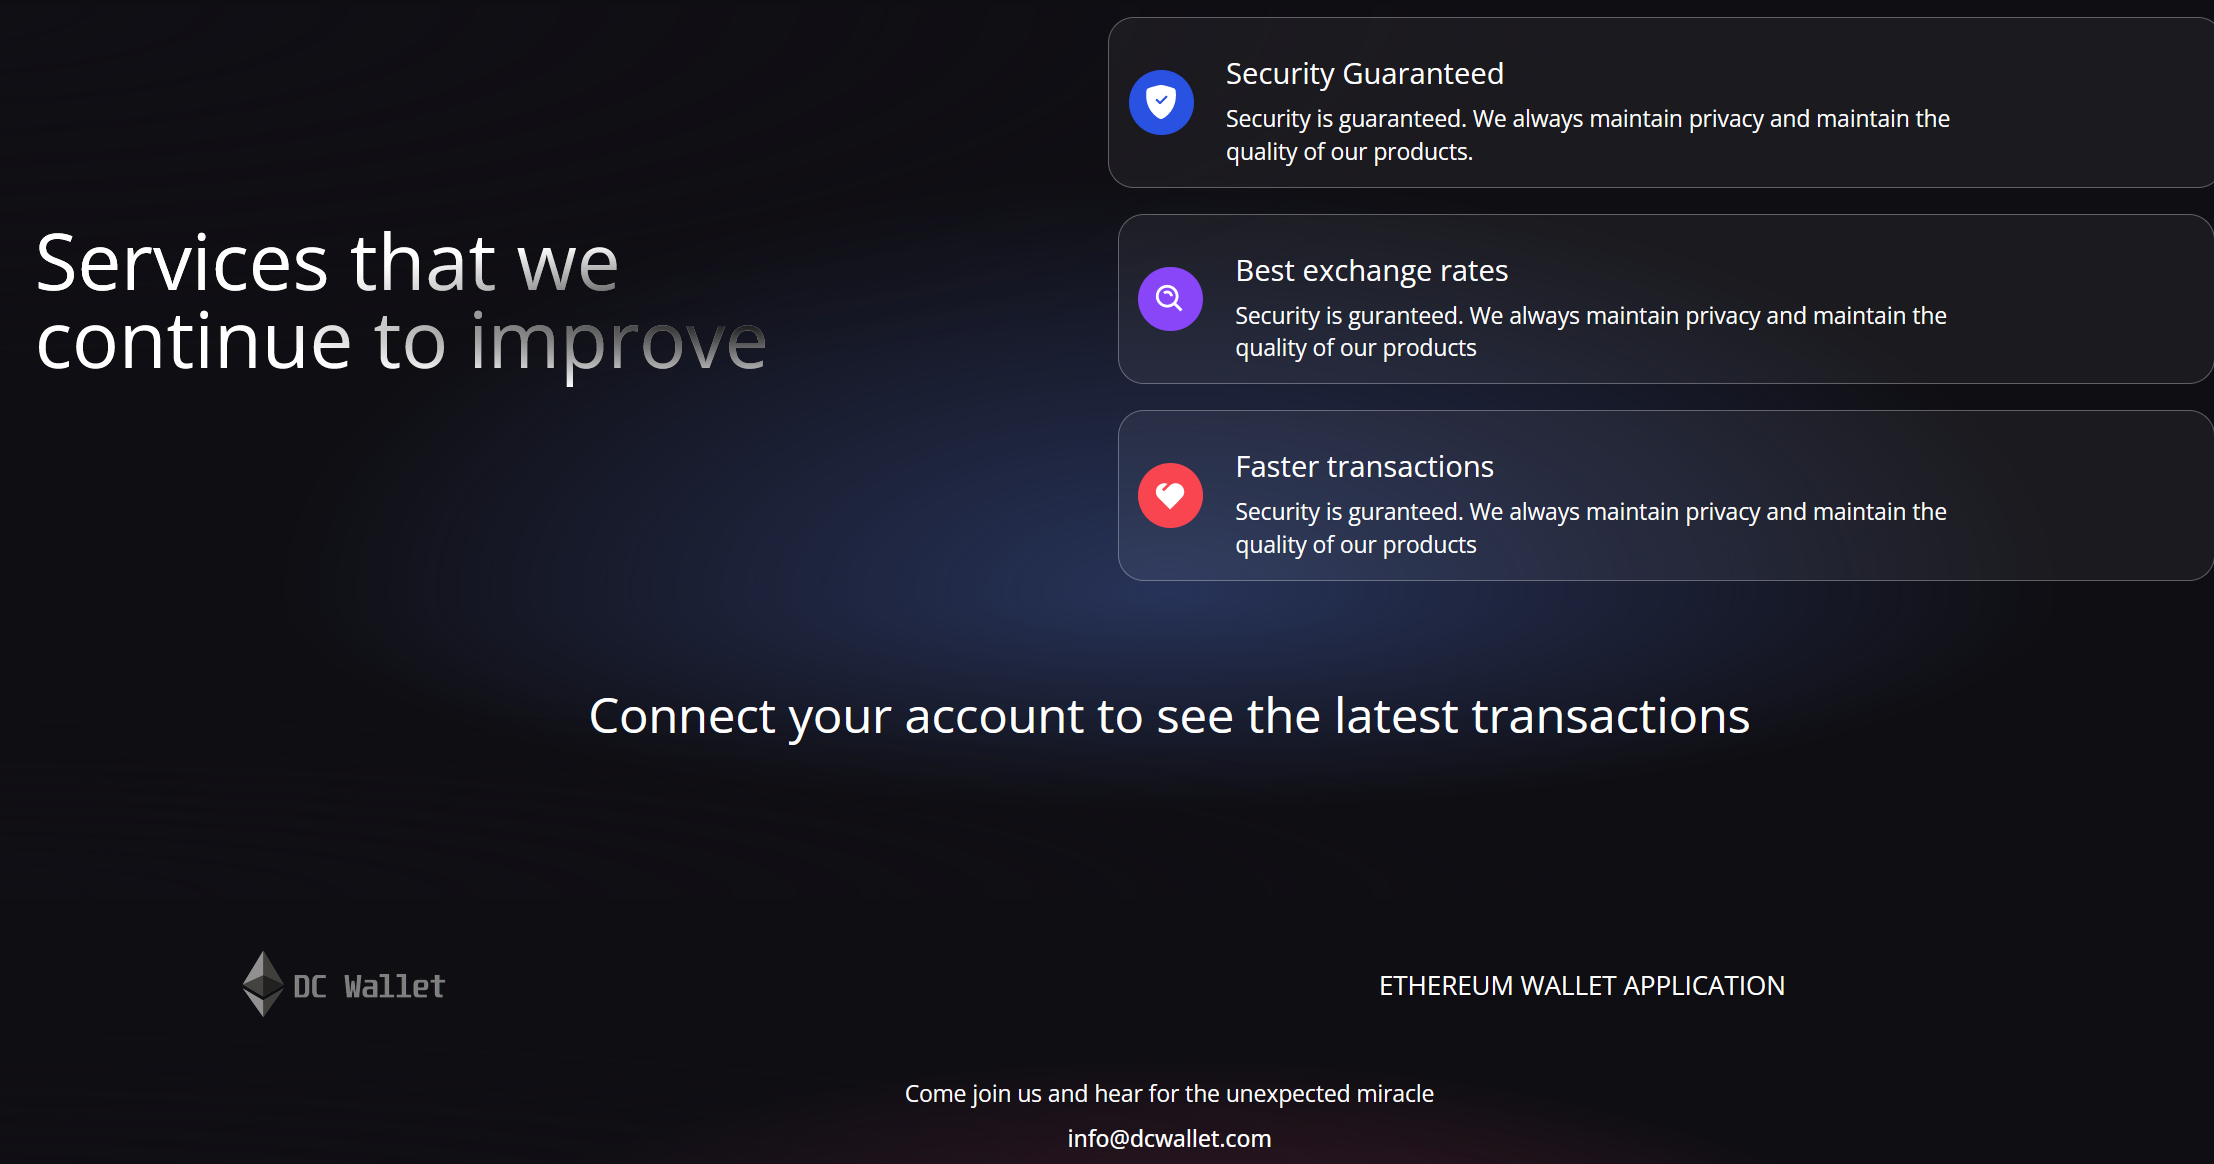 Services that we
continue to improve
Security Guaranteed
Security is guaranteed. We always maintain privacy and maintain the
quality of our products.
Best exchange rates
Security is guranteed. We always maintain privacy and maintain the
quality of our products
Faster transactions
Security is guranteed. We always maintain privacy and maintain the
quality of our products
Connect your account to see the latest transactions
DC Wallet
ETHEREUM WALLET APPLICATION
Come join us and hear for the unexpected miracle
info@dcwallet.com